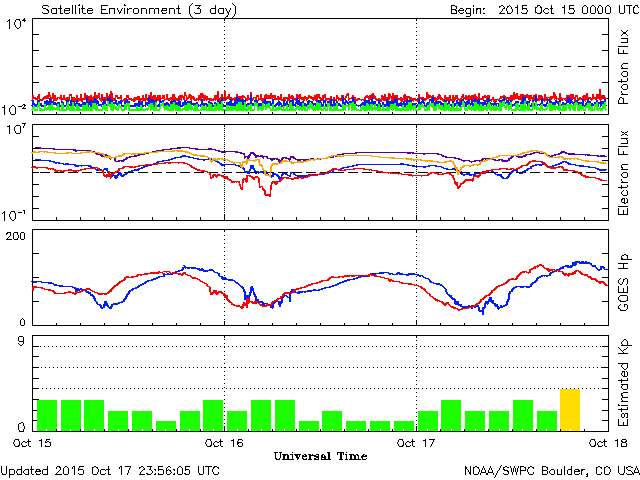 Satellite Environment (3 day) Begin: 2015 Oct 15 0000 UTC
10^4
Proton Flux
10^-2
10^7
Electron Flux
10^-1
200
GOES Hp
0
9
Estimated Kp
0
Oct 15 Oct 16 Oct 17 Oct 18
Universal Time
Updated 2015 Oct 17 23:56:05 UTC NOAA/SWPC Boulder, CO USA